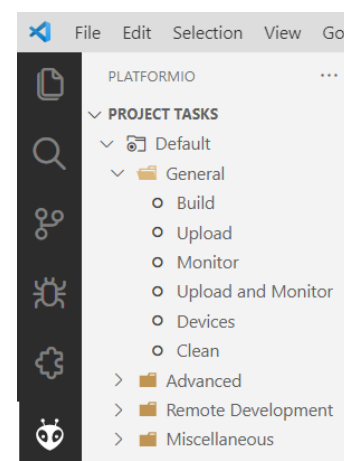 File Edit Selection View Go
PLATFORMIO
PROJECT TASKS
Default
General
Build
Upload
Monitor
Upload and Monitor
Devices
Clean
Advanced
Remote Development
Miscellaneous